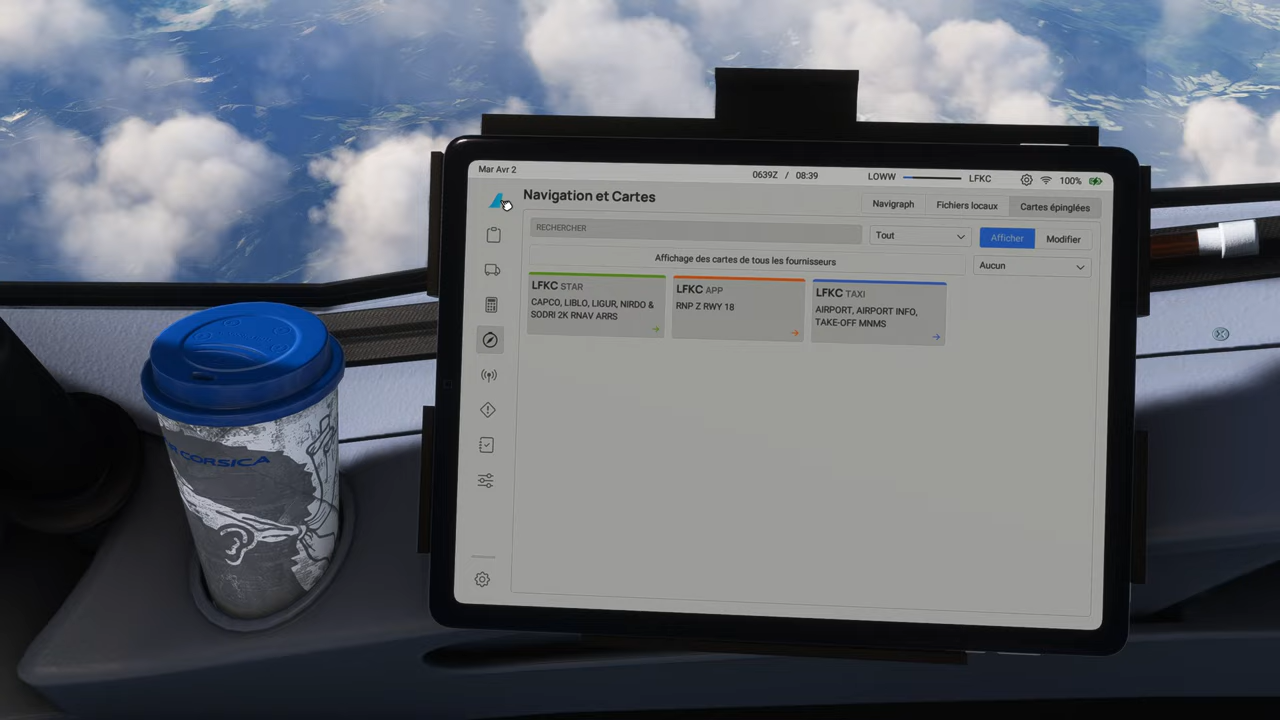 Mar Avr 2
0639Z / 08:39
LOWW
LFKC
100%
Navigation et Cartes
Navigraph
Fichiers locaux
Cartes épinglées
RECHERCHER
Tout
Afficher
Modifier
Affichage des cartes de tous les fournisseurs
Aucun
LFKC STAR
CAPCO, LIBLO, LIGUR, NIRDO &
SODRI 2K RNAV ARRS
LFKC APP
RNP Z RWY 18
LFKC TAXI
AIRPORT, AIRPORT INFO,
TAKE-OFF MNMS
CORSICA